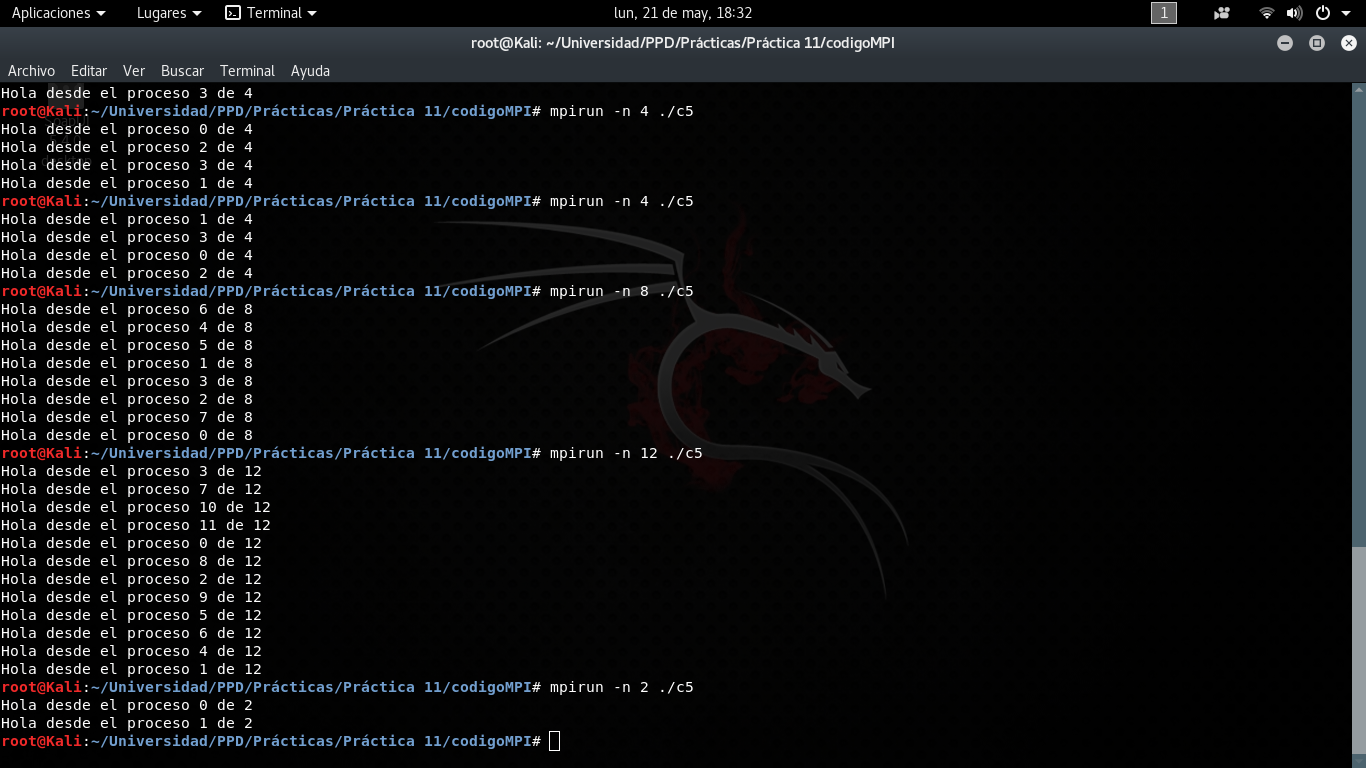 Aplicaciones Lugares Terminal lun, 21 de may, 18:32 1
root@Kali: ~/Universidad/PPD/Prácticas/Práctica 11/codigoMPI
Archivo Editar Ver Buscar Terminal Ayuda
Hola desde el proceso 3 de 4
root@Kali:~/Universidad/PPD/Prácticas/Práctica 11/codigoMPI# mpirun -n 4 ./c5
Hola desde el proceso 0 de 4
Hola desde el proceso 2 de 4
Hola desde el proceso 3 de 4
Hola desde el proceso 1 de 4
root@Kali:~/Universidad/PPD/Prácticas/Práctica 11/codigoMPI# mpirun -n 4 ./c5
Hola desde el proceso 1 de 4
Hola desde el proceso 3 de 4
Hola desde el proceso 0 de 4
Hola desde el proceso 2 de 4
root@Kali:~/Universidad/PPD/Prácticas/Práctica 11/codigoMPI# mpirun -n 8 ./c5
Hola desde el proceso 6 de 8
Hola desde el proceso 4 de 8
Hola desde el proceso 5 de 8
Hola desde el proceso 1 de 8
Hola desde el proceso 3 de 8
Hola desde el proceso 2 de 8
Hola desde el proceso 7 de 8
Hola desde el proceso 0 de 8
root@Kali:~/Universidad/PPD/Prácticas/Práctica 11/codigoMPI# mpirun -n 12 ./c5
Hola desde el proceso 3 de 12
Hola desde el proceso 7 de 12
Hola desde el proceso 10 de 12
Hola desde el proceso 11 de 12
Hola desde el proceso 0 de 12
Hola desde el proceso 8 de 12
Hola desde el proceso 2 de 12
Hola desde el proceso 9 de 12
Hola desde el proceso 5 de 12
Hola desde el proceso 6 de 12
Hola desde el proceso 4 de 12
Hola desde el proceso 1 de 12
root@Kali:~/Universidad/PPD/Prácticas/Práctica 11/codigoMPI# mpirun -n 2 ./c5
Hola desde el proceso 0 de 2
Hola desde el proceso 1 de 2
root@Kali:~/Universidad/PPD/Prácticas/Práctica 11/codigoMPI#